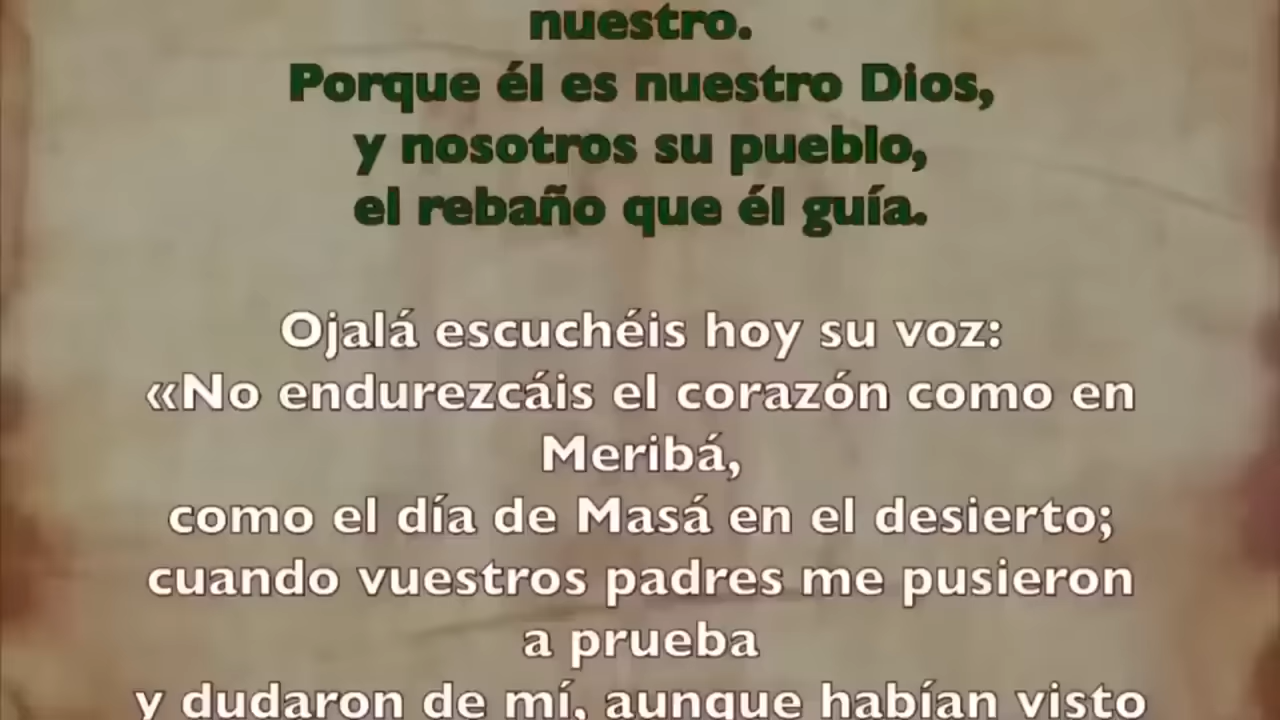 nuestro.
Porque él es nuestro Dios,
y nosotros su pueblo,
el rebaño que él guía.
Ojalá escuchéis hoy su voz:
«No endurezcáis el corazón como en
Meribá,
como el día de Masá en el desierto;
cuando vuestros padres me pusieron
a prueba
y dudaron de mí, aunque habían visto